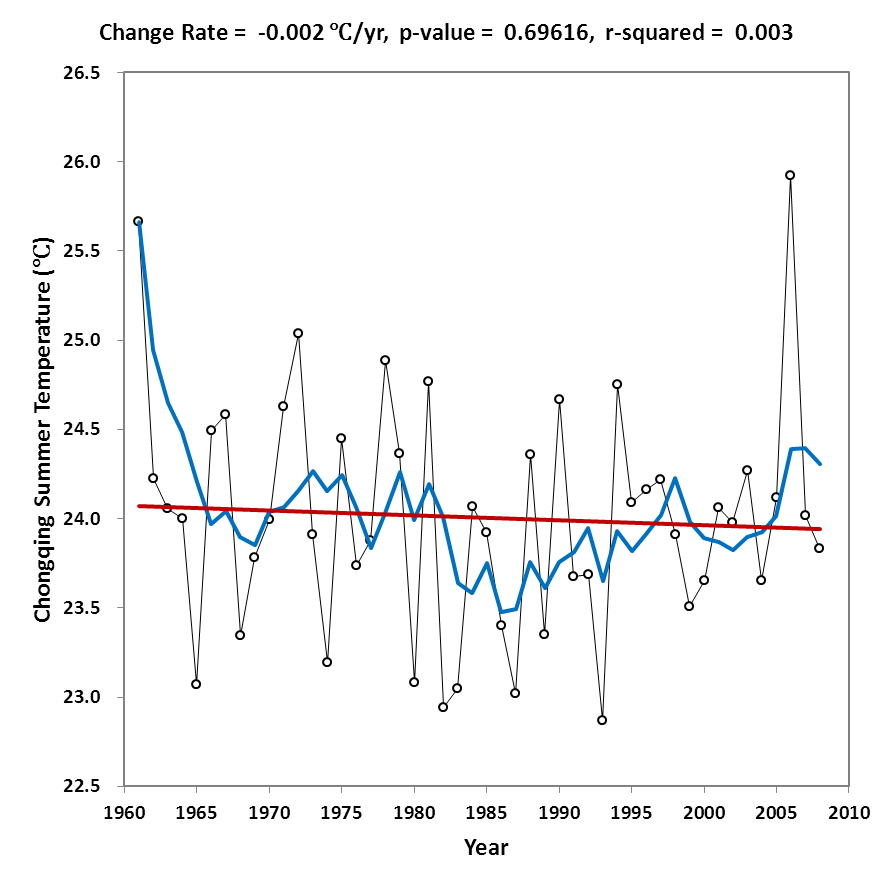 Change Rate = -0.002 ℃/yr, p-value = 0.69616, r-squared = 0.003
26.5
26.0
25.5
25.0
24.5
24.0
23.5
23.0
22.5
Chongqing Summer Temperature (℃)
1960 1965 1970 1975 1980 1985 1990 1995 2000 2005 2010
Year